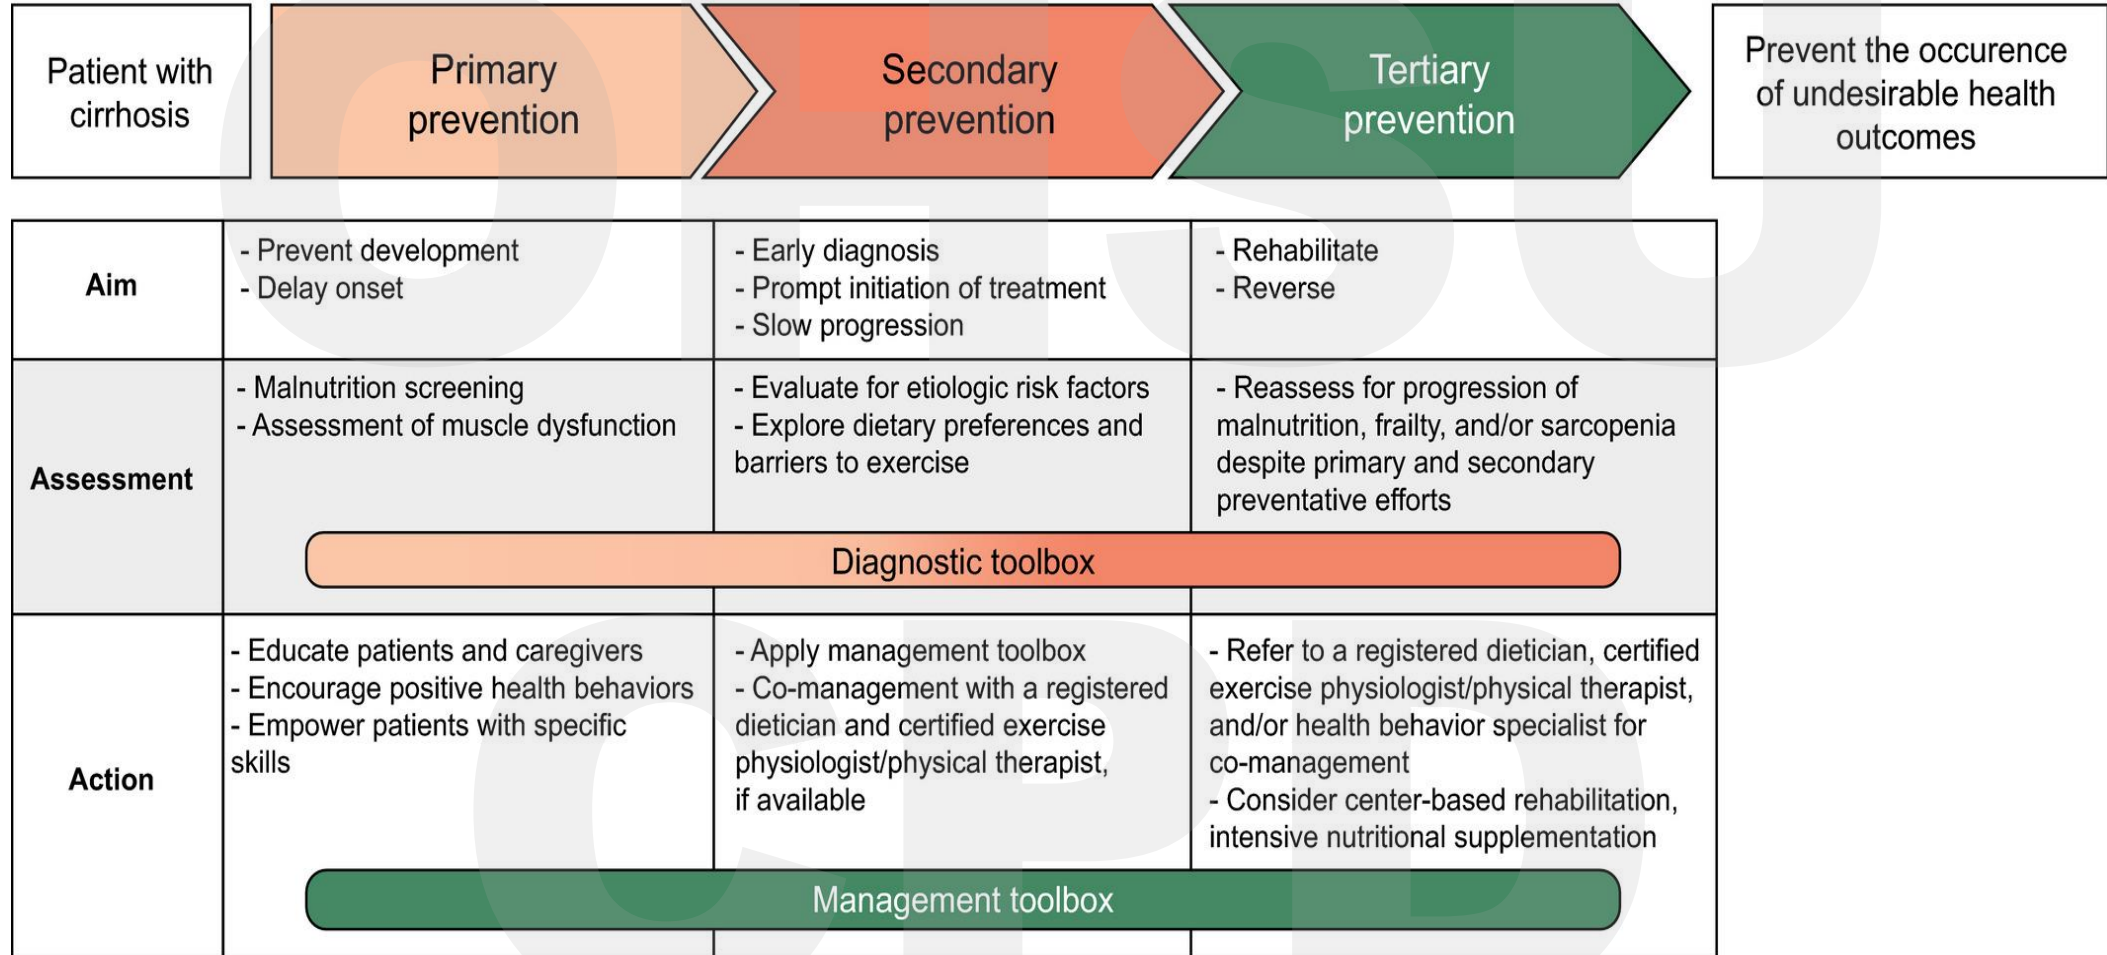 Patient with
cirrhosis
Primary
prevention
Secondary
prevention
Tertiary
prevention
Prevent the occurence
of undesirable health
outcomes
Aim
- Prevent development
- Delay onset
- Early diagnosis
- Prompt initiation of treatment
- Slow progression
- Rehabilitate
- Reverse
Assessment
- Malnutrition screening
- Assessment of muscle dysfunction
- Evaluate for etiologic risk factors
- Explore dietary preferences and
barriers to exercise
- Reassess for progression of
malnutrition, frailty, and/or sarcopenia
despite primary and secondary
preventative efforts
Diagnostic toolbox
Action
- Educate patients and caregivers
- Encourage positive health behaviors
- Empower patients with specific
skills
- Apply management toolbox
- Co-management with a registered
dietician and certified exercise
physiologist/physical therapist,
if available
- Refer to a registered dietician, certified
exercise physiologist/physical therapist,
and/or health behavior specialist for
co-management
- Consider center-based rehabilitation,
intensive nutritional supplementation
Management toolbox
OHSU
CPD